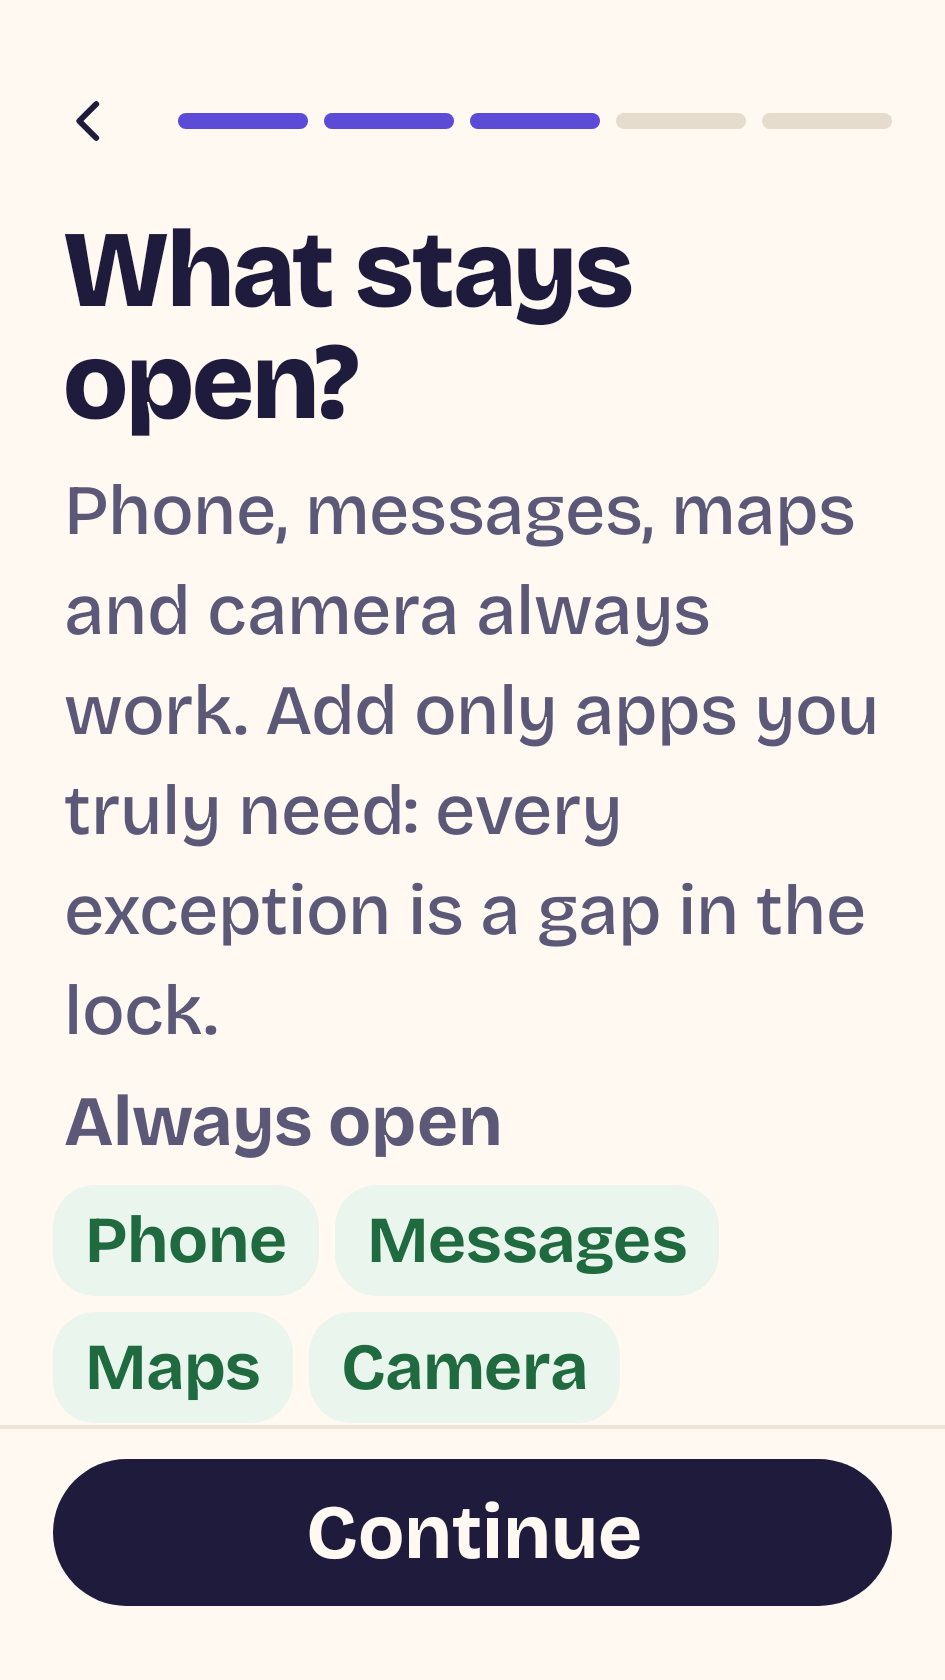 What stays
open?
Phone, messages, maps
and camera always
work. Add only apps you
truly need: every
exception is a gap in the
lock.
Always open
Phone Messages
Maps Camera
Continue